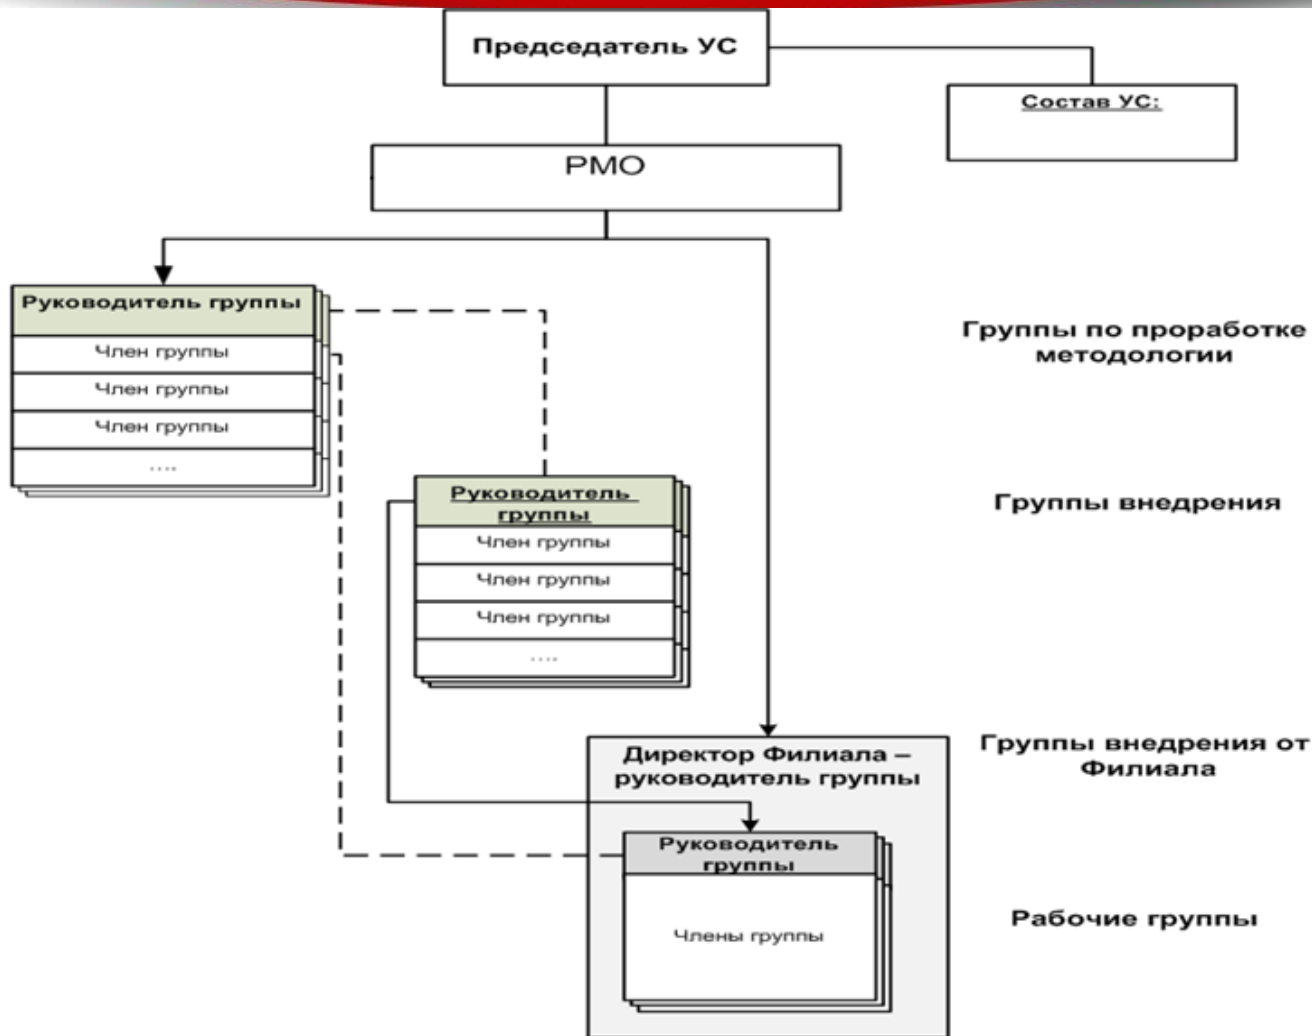 Председатель УС
Состав УС:
РМО
Руководитель группы
Член группы
Член группы
Член группы
....
Группы по проработке
методологии
Руководитель
группы
Член группы
Член группы
Член группы
....
Группы внедрения
Директор Филиала –
руководитель группы
Группы внедрения от
Филиала
Руководитель
группы
Члены группы
Рабочие группы